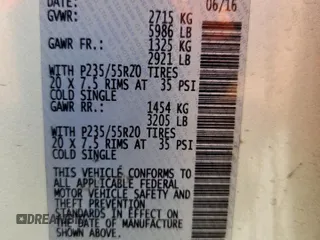 DATE: 06/16
GVWR: 2715 KG
5986 LB
GAWR FR.: 1325 KG
2921 LB
WITH P235/55R20 TIRES
20 X 7.5 RIMS AT 35 PSI
COLD SINGLE
GAWR RR.: 1454 KG
3205 LB
WITH P235/55R20 TIRES
20 X 7.5 RIMS AT 35 PSI
COLD SINGLE
THIS VEHICLE CONFORMS TO
ALL APPLICABLE FEDERAL
MOTOR VEHICLE SAFETY AND
THEFT PREVENTION
STANDARDS IN EFFECT ON
THE DATE OF MANUFACTURE
SHOWN ABOVE.